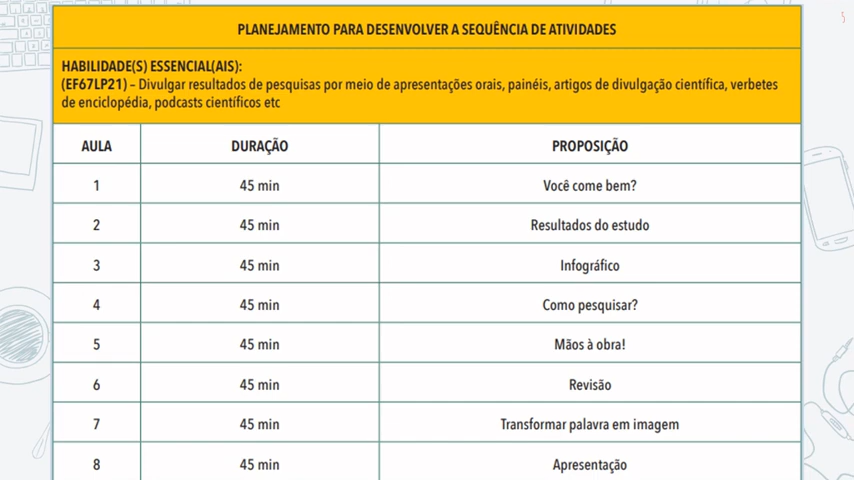 PLANEJAMENTO PARA DESENVOLVER A SEQUÊNCIA DE ATIVIDADES
HABILIDADE(S) ESSENCIAL(AIS):
(EF67LP21) – Divulgar resultados de pesquisas por meio de apresentações orais, painéis, artigos de divulgação científica, verbetes
de enciclopédia, podcasts científicos etc
AULA DURAÇÃO PROPOSIÇÃO
1 45 min Você come bem?
2 45 min Resultados do estudo
3 45 min Infográfico
4 45 min Como pesquisar?
5 45 min Mãos à obra!
6 45 min Revisão
7 45 min Transformar palavra em imagem
8 45 min Apresentação